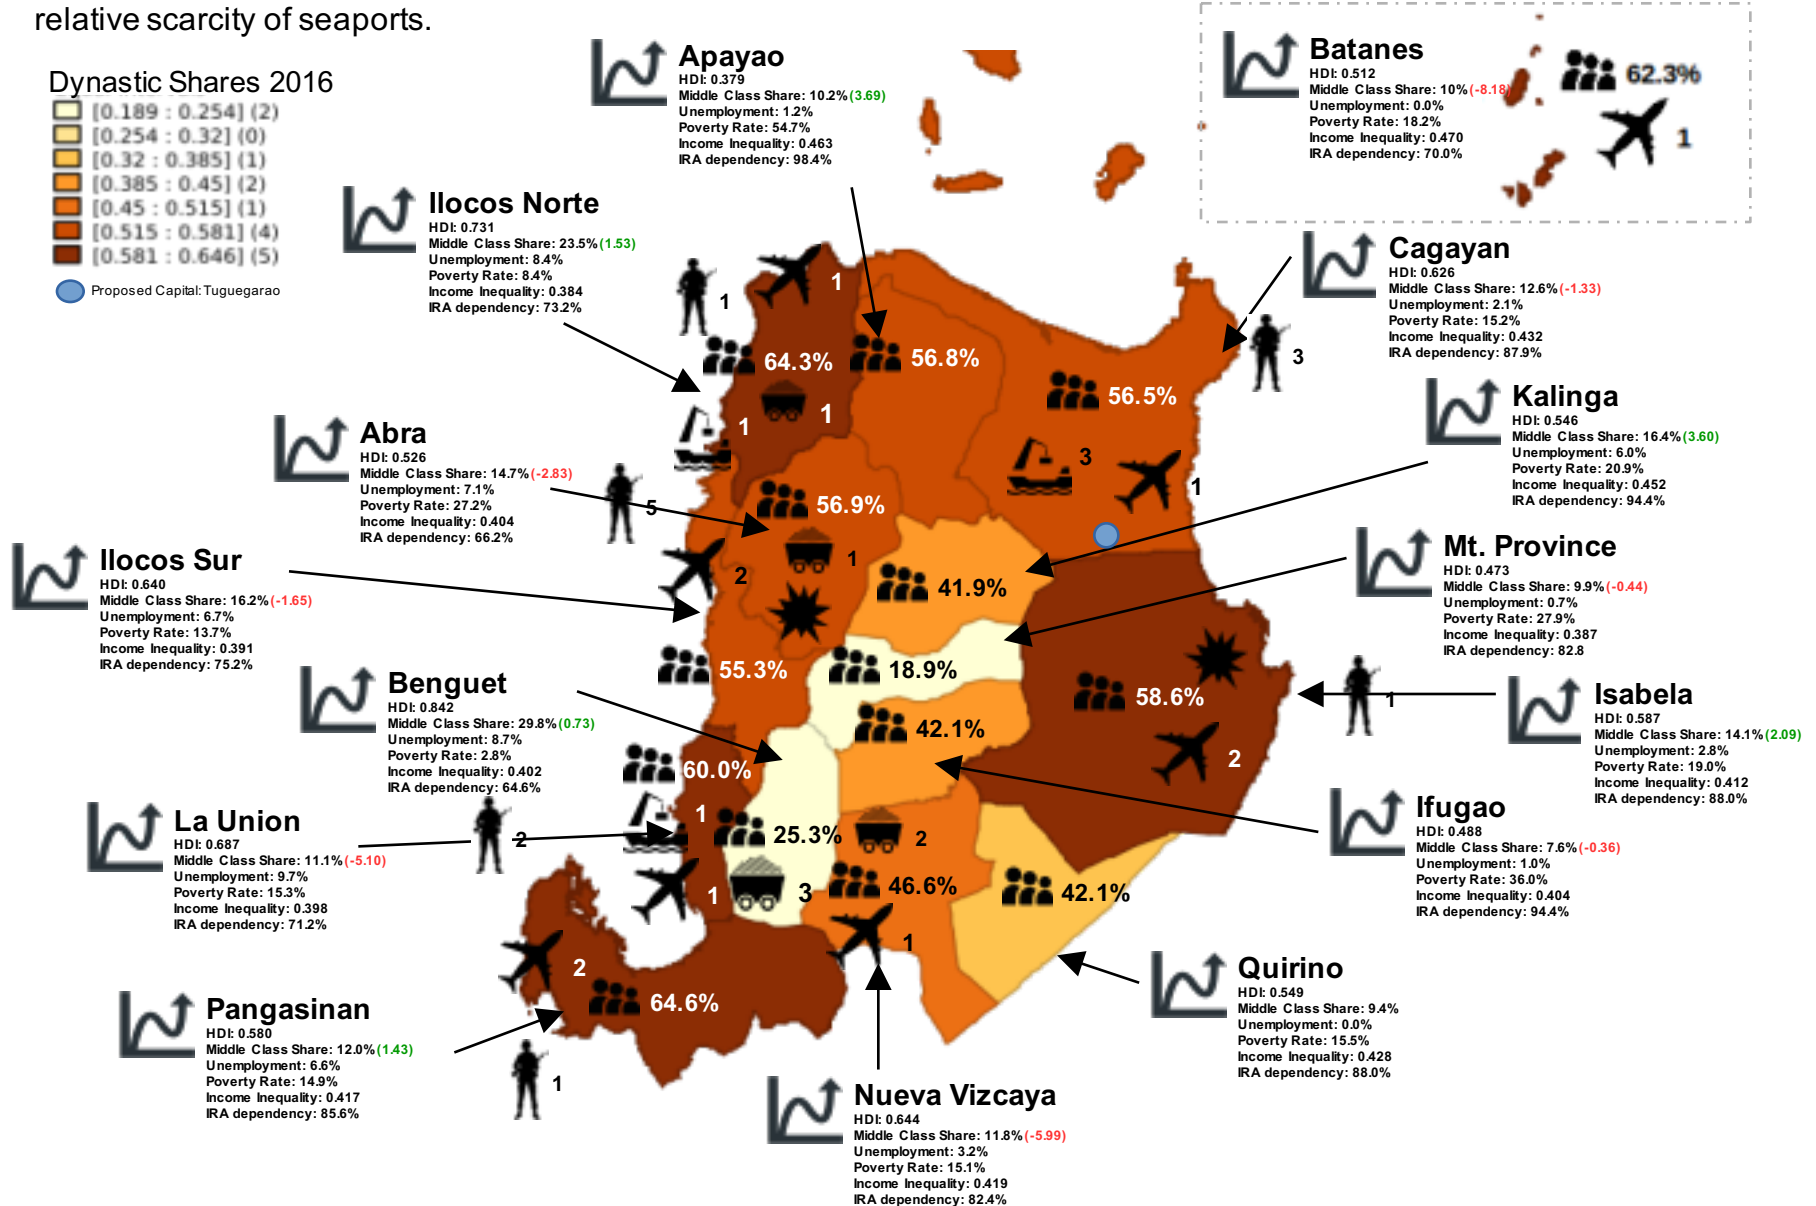 relative scarcity of seaports.
Dynastic Shares 2016
[0.189 : 0.254] (2)
[0.254 : 0.32] (0)
[0.32 : 0.385] (1)
[0.385 : 0.45] (2)
[0.45 : 0.515] (1)
[0.515 : 0.581] (4)
[0.581 : 0.646] (5)
Proposed Capital: Tuguegarao
Apayao
HDI: 0.379
Middle Class Share: 10.2% (3.69)
Unemployment: 1.2%
Poverty Rate: 54.7%
Income Inequality: 0.463
IRA dependency: 98.4%
Batanes
HDI: 0.512
Middle Class Share: 10% (-8.18)
Unemployment: 0.0%
Poverty Rate: 18.2%
Income Inequality: 0.470
IRA dependency: 70.0%
62.3%
1
Ilocos Norte
HDI: 0.731
Middle Class Share: 23.5% (1.53)
Unemployment: 8.4%
Poverty Rate: 8.4%
Income Inequality: 0.384
IRA dependency: 73.2%
1
1
64.3%
1
1
56.8%
Cagayan
HDI: 0.626
Middle Class Share: 12.6% (-1.33)
Unemployment: 2.1%
Poverty Rate: 15.2%
Income Inequality: 0.432
IRA dependency: 87.9%
3
56.5%
3
1
Kalinga
HDI: 0.546
Middle Class Share: 16.4% (3.60)
Unemployment: 6.0%
Poverty Rate: 20.9%
Income Inequality: 0.452
IRA dependency: 94.4%
41.9%
Abra
HDI: 0.526
Middle Class Share: 14.7% (-2.83)
Unemployment: 7.1%
Poverty Rate: 27.2%
Income Inequality: 0.404
IRA dependency: 66.2%
5
56.9%
1
Mt. Province
HDI: 0.473
Middle Class Share: 9.9% (-0.44)
Unemployment: 0.7%
Poverty Rate: 27.9%
Income Inequality: 0.387
IRA dependency: 82.8
18.9%
Ilocos Sur
HDI: 0.640
Middle Class Share: 16.2% (-1.65)
Unemployment: 6.7%
Poverty Rate: 13.7%
Income Inequality: 0.391
IRA dependency: 75.2%
2
55.3%
Benguet
HDI: 0.842
Middle Class Share: 29.8% (0.73)
Unemployment: 8.7%
Poverty Rate: 2.8%
Income Inequality: 0.402
IRA dependency: 64.6%
25.3%
3
Isabela
HDI: 0.587
Middle Class Share: 14.1% (2.09)
Unemployment: 2.8%
Poverty Rate: 19.0%
Income Inequality: 0.412
IRA dependency: 88.0%
1
58.6%
2
Ifugao
HDI: 0.488
Middle Class Share: 7.6% (-0.36)
Unemployment: 1.0%
Poverty Rate: 36.0%
Income Inequality: 0.404
IRA dependency: 94.4%
42.1%
La Union
HDI: 0.687
Middle Class Share: 11.1% (-5.10)
Unemployment: 9.7%
Poverty Rate: 15.3%
Income Inequality: 0.398
IRA dependency: 71.2%
2
60.0%
1
1
2
46.6%
1
42.1%
Quirino
HDI: 0.549
Middle Class Share: 9.4%
Unemployment: 0.0%
Poverty Rate: 15.5%
Income Inequality: 0.428
IRA dependency: 88.0%
Pangasinan
HDI: 0.580
Middle Class Share: 12.0% (1.43)
Unemployment: 6.6%
Poverty Rate: 14.9%
Income Inequality: 0.417
IRA dependency: 85.6%
2
64.6%
1
Nueva Vizcaya
HDI: 0.644
Middle Class Share: 11.8% (-5.99)
Unemployment: 3.2%
Poverty Rate: 15.1%
Income Inequality: 0.419
IRA dependency: 82.4%